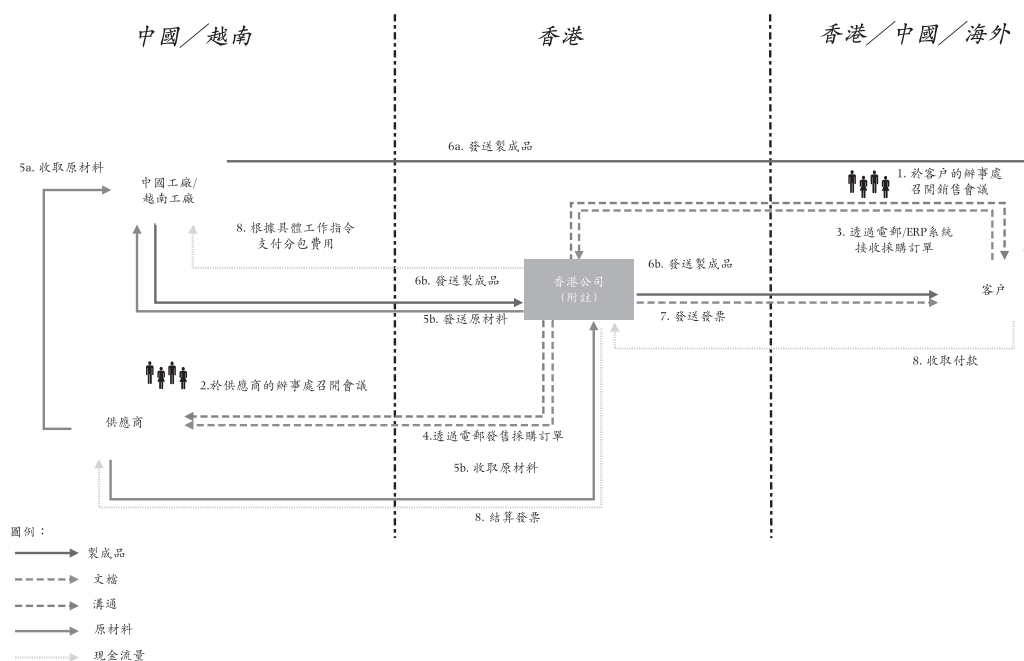 中國／越南
香港
香港／中國／海外
6a. 發送製成品
5a. 收取原材料
中國工廠/
越南工廠
1. 於客戶的辦事處
召開銷售會議
8. 根據具體工作指令
支付分包費用
3. 透過電郵/ERP系統
接收採購訂單
6b. 發送製成品
香港公司
(附註)
6b. 發送製成品
客戶
5b. 發送原材料
7. 發送發票
8. 收取付款
2.於供應商的辦事處召開會議
供應商
4.透過電郵發售採購訂單
5b. 收取原材料
8. 結算發票
圖例：
製成品
文檔
溝通
原材料
現金流量